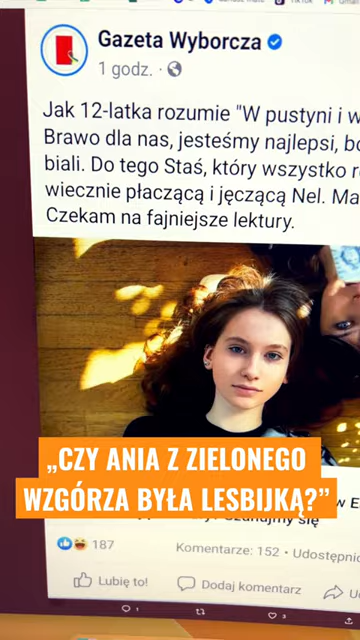 Gazeta Wyborcza
1 godz. ·
Jak 12-latka rozumie "W pustyni i w
Brawo dla nas, jesteśmy najlepsi, bo
biali. Do tego Staś, który wszystko
wiecznie płaczącą i jęczącą Nel.
Czekam na fajniejsze lektury.
„CZY ANIA Z ZIELONEGO
WZGÓRZA BYŁA LESBIJKĄ?”
187
Komentarze: 152 •
Lubię to!
Dodaj komentarz